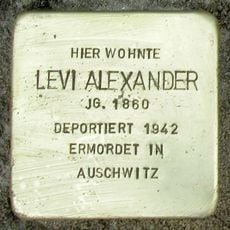 HIER WOHNTE
LEVI ALEXANDER
JG. 1860
DEPORTIERT 1942
ERMORDET IN
AUSCHWITZ